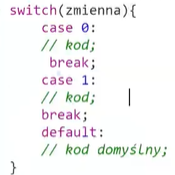 switch(zmienna){
case 0:
// kod;
break;
case 1:
// kod;
break;
default:
// kod domyślny;
}